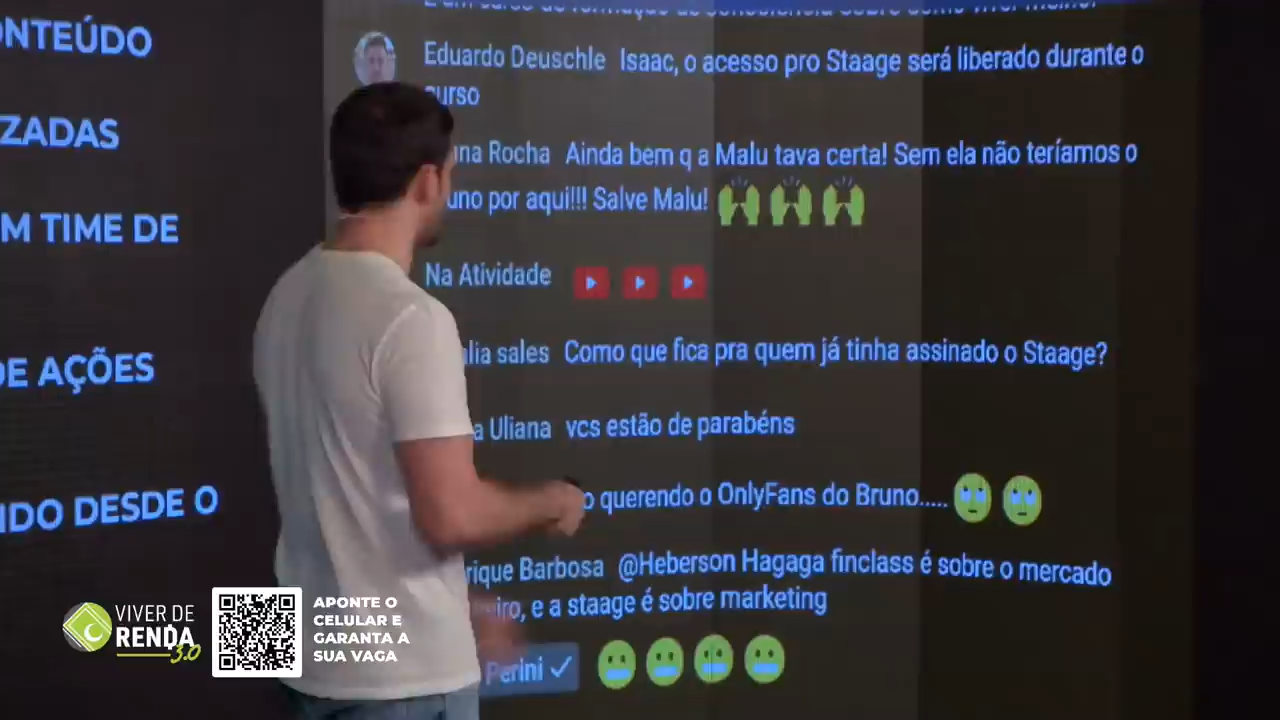 ONTEÚDO
ZADAS
M TIME DE
DE AÇÕES
NDO DESDE O
Eduardo Deuschle Isaac, o acesso pro Staage será liberado durante o
curso
na Rocha Ainda bem q a Malu tava certa! Sem ela não teríamos o
uno por aqui!!! Salve Malu!
Na Atividade
lia sales Como que fica pra quem já tinha assinado o Staage?
a Uliana vcs estão de parabéns
o querendo o OnlyFans do Bruno.....
rique Barbosa @Heberson Hagaga finclass é sobre o mercado
eiro, e a staage é sobre marketing
Perini
VIVER DE
RENDA
3.0
APONTE O
CELULAR E
GARANTA A
SUA VAGA